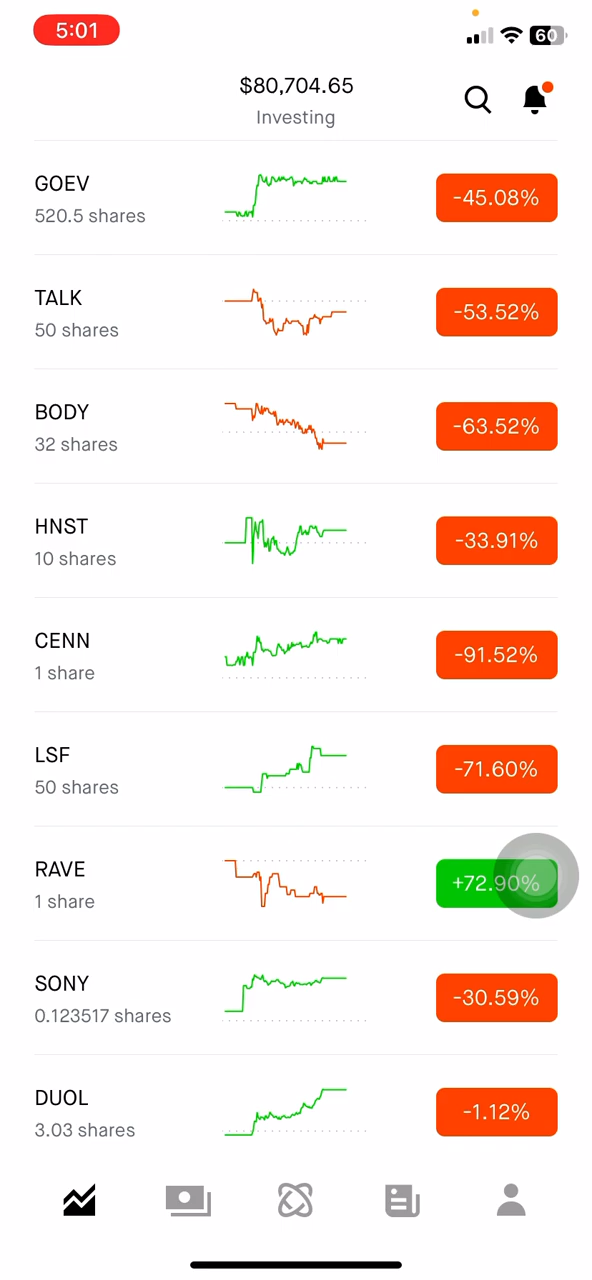 5:01
60
$80,704.65
Investing
GOEV
520.5 shares
-45.08%
TALK
50 shares
-53.52%
BODY
32 shares
-63.52%
HNST
10 shares
-33.91%
CENN
1 share
-91.52%
LSF
50 shares
-71.60%
RAVE
1 share
+72.90%
SONY
0.123517 shares
-30.59%
DUOL
3.03 shares
-1.12%